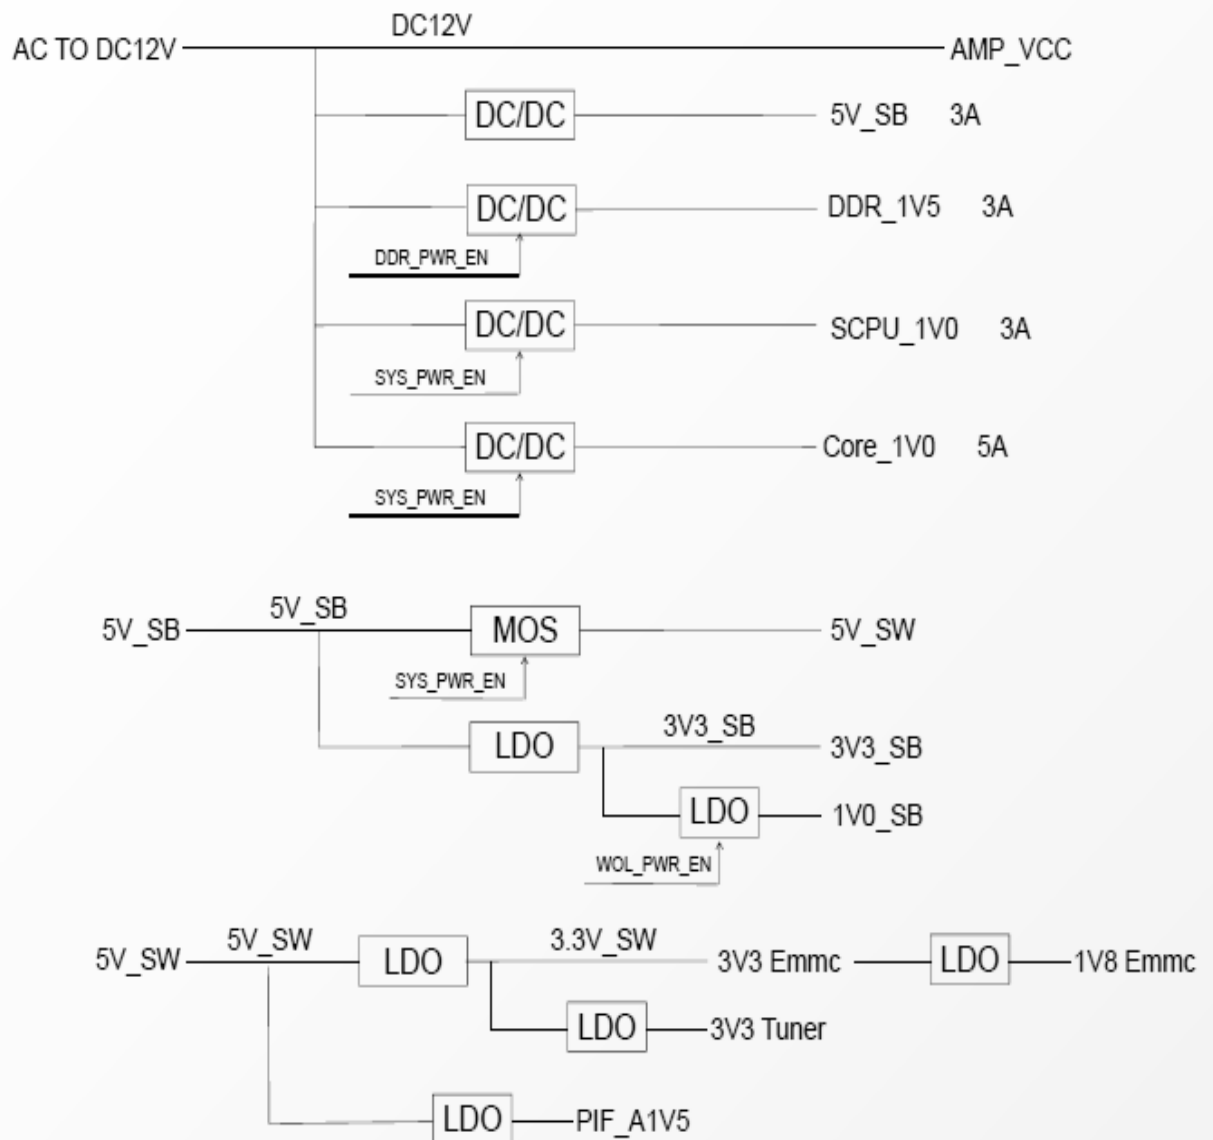 DC12V
AC TO DC12V AMP_VCC
DC/DC 5V_SB 3A
DC/DC DDR_1V5 3A
DDR_PWR_EN
DC/DC SCPU_1V0 3A
SYS_PWR_EN
DC/DC Core_1V0 5A
SYS_PWR_EN
5V_SB
5V_SB MOS 5V_SW
SYS_PWR_EN
3V3_SB
LDO 3V3_SB
LDO 1V0_SB
WOL_PWR_EN
5V_SW 3.3V_SW
5V_SW LDO 3V3 Emmc LDO 1V8 Emmc
LDO 3V3 Tuner
LDO PIF_A1V5